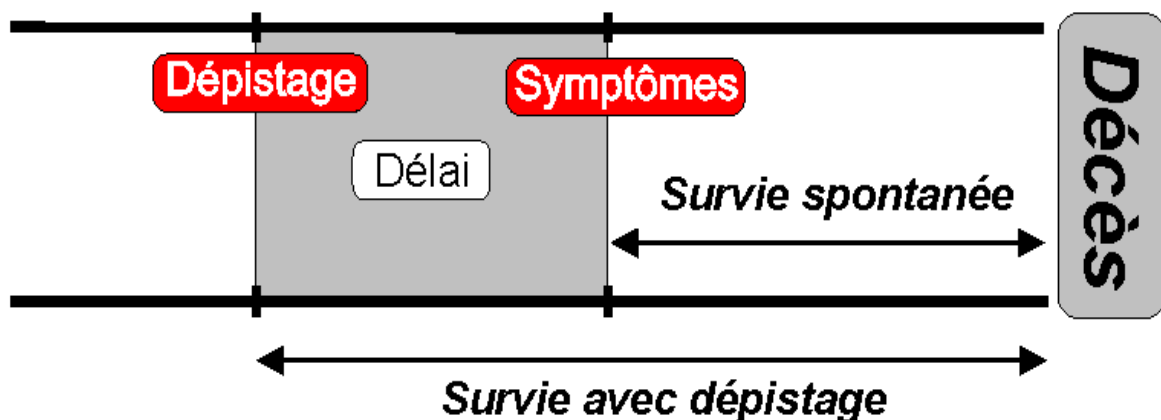 Dépistage
Symptômes
Délai
Survie spontanée
Décès
Survie avec dépistage